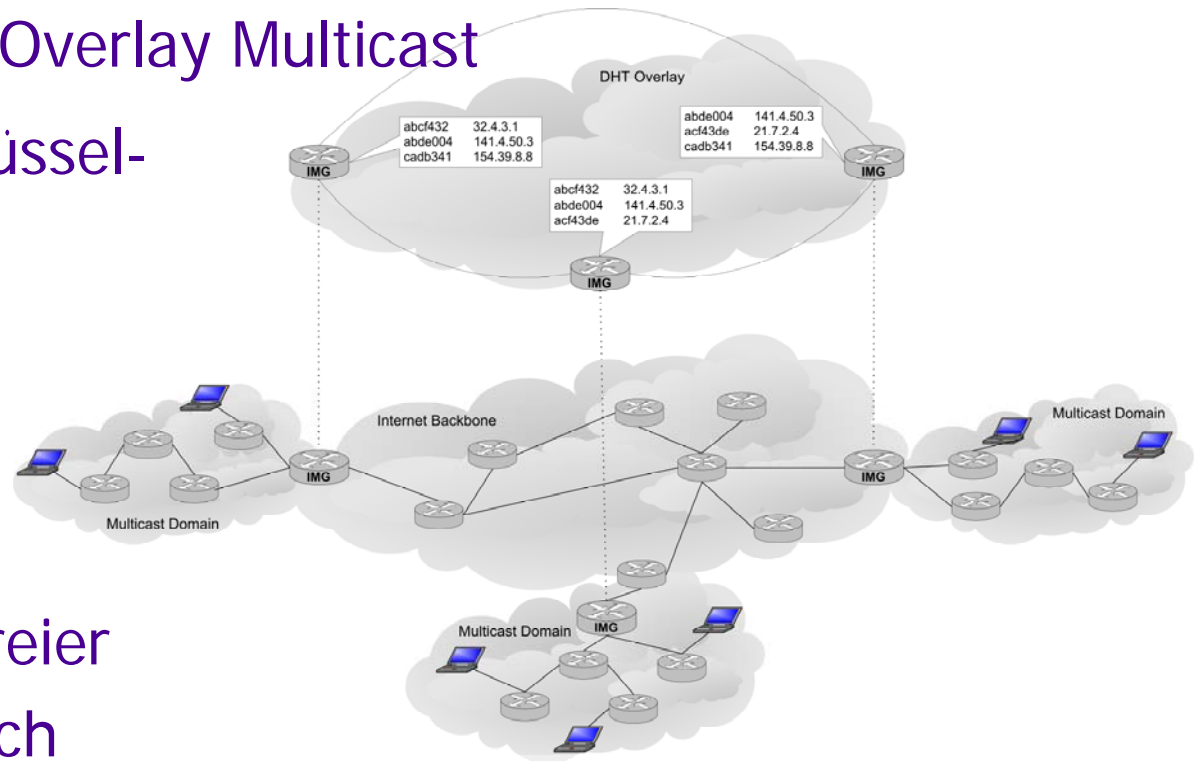 Overlay Multicast
DHT Overlay
abcf432 32.4.3.1
abde004 141.4.50.3
cadb341 154.39.8.8
abde004 141.4.50.3
acf43de 21.7.2.4
cadb341 154.39.8.8
üssel-
IMG
IMG
abcf432 32.4.3.1
abde004 141.4.50.3
acf43de 21.7.2.4
IMG
Internet Backbone
Multicast Domain
IMG
IMG
Multicast Domain
reier
Multicast Domain
IMG
ch